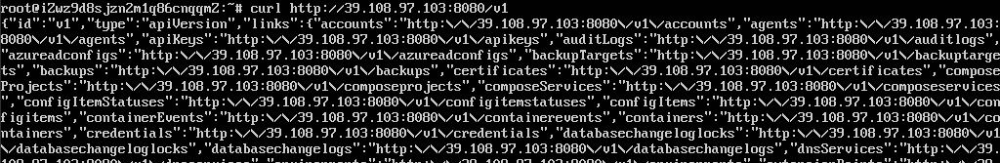 root@iZwz9d8sjzn2m1q86cnqqmZ:~# curl http://39.108.97.103:8080/v1
{"id":"v1","type":"apiVersion","links":{"accounts":"http:\/\/39.108.97.103:8080\/v1\/accounts","agents":"http:\/\/39.108.97.103:
8080\/v1\/agents","apiKeys":"http:\/\/39.108.97.103:8080\/v1\/apikeys","auditLogs":"http:\/\/39.108.97.103:8080\/v1\/auditlogs",
"azureadconfigs":"http:\/\/39.108.97.103:8080\/v1\/azureadconfigs","backupTargets":"http:\/\/39.108.97.103:8080\/v1\/backuptarge
ts","backups":"http:\/\/39.108.97.103:8080\/v1\/backups","certificates":"http:\/\/39.108.97.103:8080\/v1\/certificates","compose
Projects":"http:\/\/39.108.97.103:8080\/v1\/composeprojects","composeServices":"http:\/\/39.108.97.103:8080\/v1\/composeservices
","configItemStatuses":"http:\/\/39.108.97.103:8080\/v1\/configitemstatuses","configItems":"http:\/\/39.108.97.103:8080\/v1\/con
figitems","containerEvents":"http:\/\/39.108.97.103:8080\/v1\/containerevents","containers":"http:\/\/39.108.97.103:8080\/v1\/co
ntainers","credentials":"http:\/\/39.108.97.103:8080\/v1\/credentials","databasechangeloglocks":"http:\/\/39.108.97.103:8080\/v1
\/databasechangeloglocks","databasechangelogs":"http:\/\/39.108.97.103:8080\/v1\/databasechangelogs","dnsServices":"http:\/\/39.